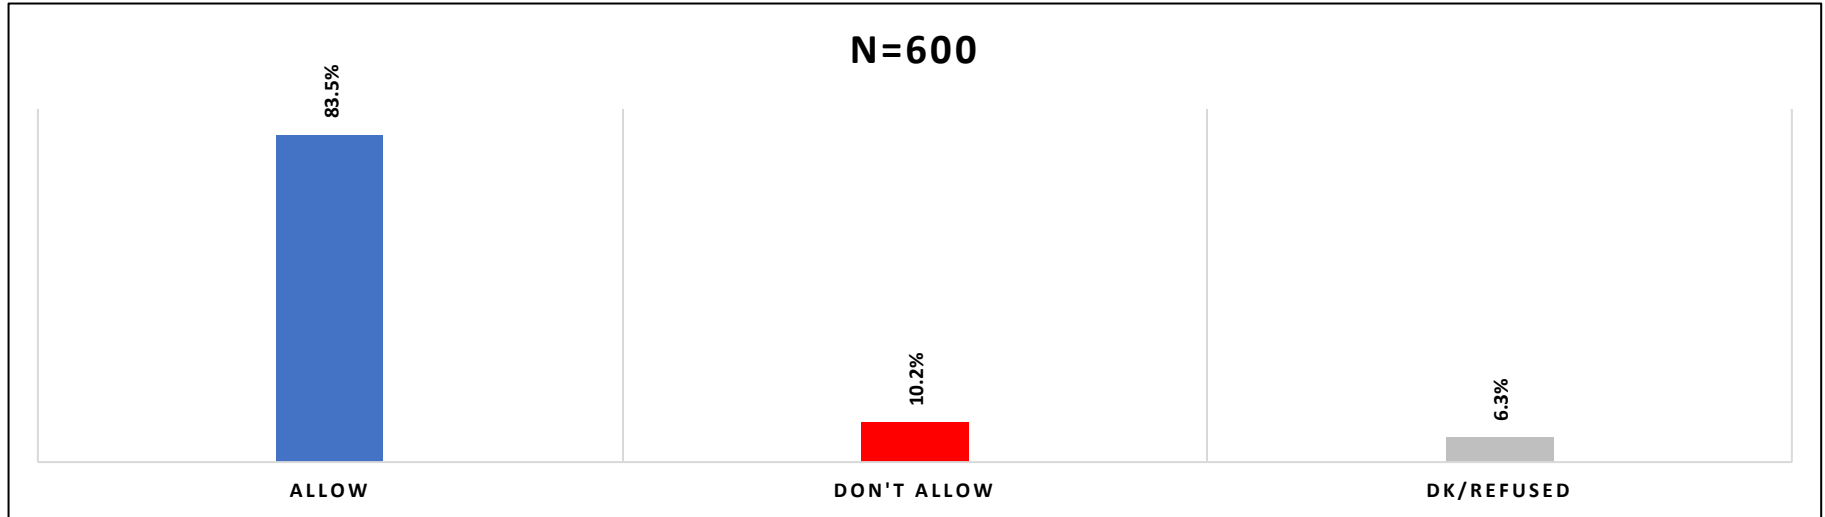 N=600
83.5%
10.2%
6.3%
ALLOW
DON'T ALLOW
DK/REFUSED